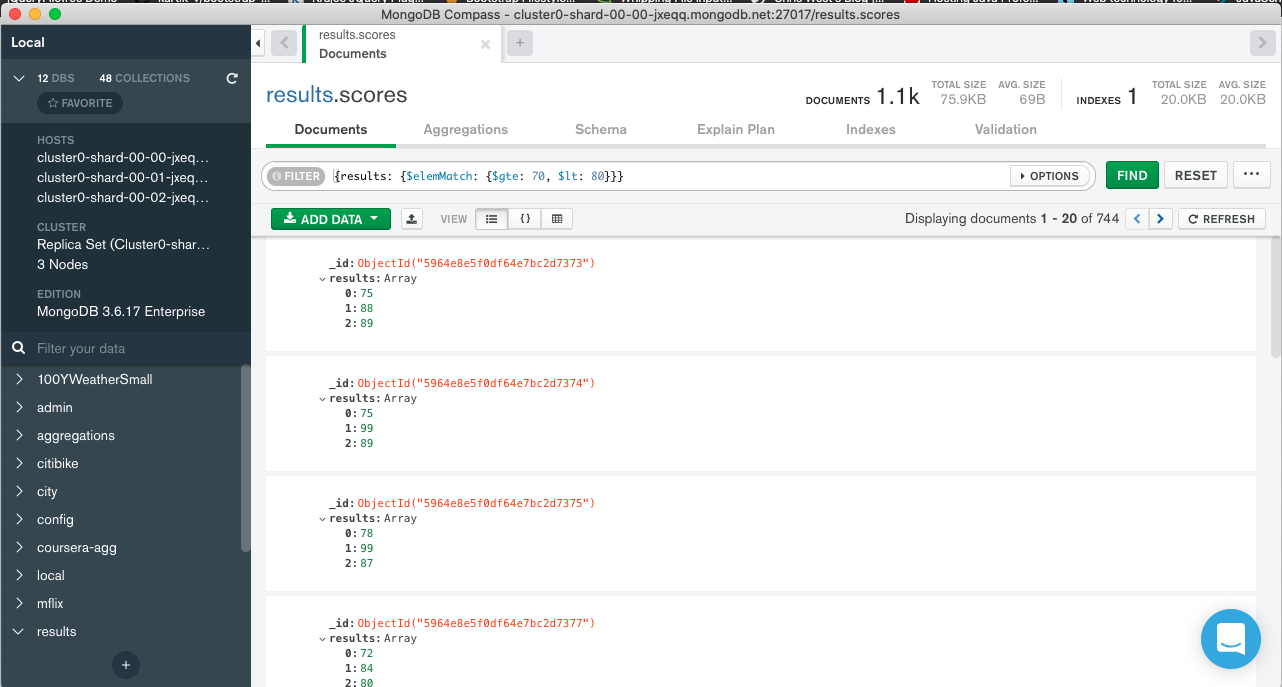 MongoDB Compass - cluster0-shard-00-00-jxeqq.mongodb.net:27017/results.scores
Local
12 DBS 48 COLLECTIONS
FAVORITE
HOSTS
cluster0-shard-00-00-jxeq...
cluster0-shard-00-01-jxeq...
cluster0-shard-00-02-jxeq...
CLUSTER
Replica Set (Cluster0-shar...
3 Nodes
EDITION
MongoDB 3.6.17 Enterprise
Filter your data
100YWeatherSmall
admin
aggregations
citibike
city
config
coursera-agg
local
mflix
results
+
results.scores
Documents
+
results.scores
DOCUMENTS 1.1k TOTAL SIZE 75.9KB AVG. SIZE 69B INDEXES 1 TOTAL SIZE 20.0KB AVG. SIZE 20.0KB
Documents Aggregations Schema Explain Plan Indexes Validation
FILTER {results: {$elemMatch: {$gte: 70, $lt: 80}}} OPTIONS FIND RESET ...
ADD DATA VIEW {} Displaying documents 1 - 20 of 744 < > REFRESH
_id: ObjectId("5964e8e5f0df64e7bc2d7373")
results: Array
0: 75
1: 88
2: 89
_id: ObjectId("5964e8e5f0df64e7bc2d7374")
results: Array
0: 75
1: 99
2: 89
_id: ObjectId("5964e8e5f0df64e7bc2d7375")
results: Array
0: 78
1: 99
2: 87
_id: ObjectId("5964e8e5f0df64e7bc2d7377")
results: Array
0: 72
1: 84
2: 80